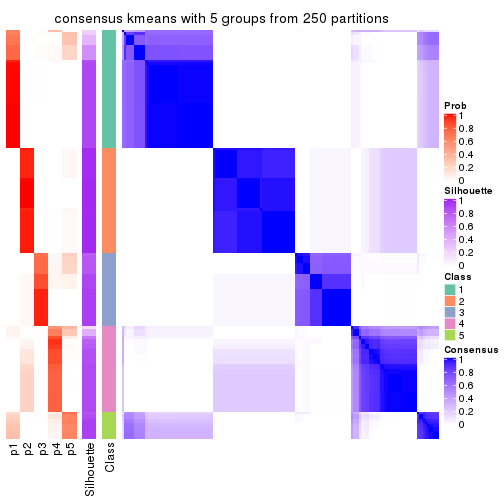 consensus kmeans with 5 groups from 250 partitions
Prob
1
0.8
0.6
0.4
0.2
0
Silhouette
1
0.8
0.6
0.4
0.2
0
Class
1
2
3
4
5
Consensus
1
0.8
0.6
0.4
0.2
0
p1
p2
p3
p4
p5
Silhouette
Class